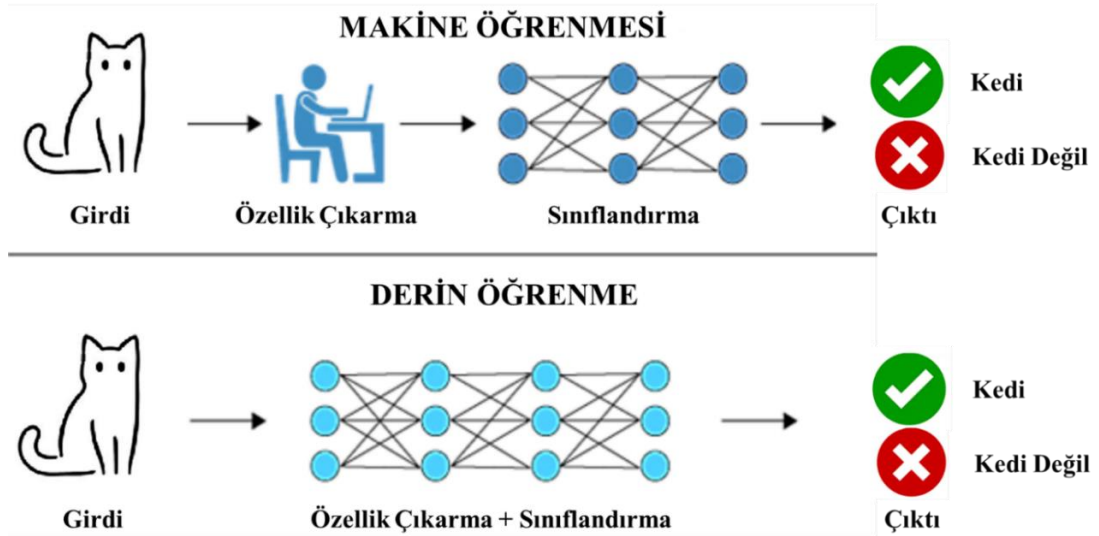 MAKİNE ÖĞRENMESİ
Kedi
Kedi Değil
Girdi
Özellik Çıkarma
Sınıflandırma
Çıktı
DERİN ÖĞRENME
Kedi
Kedi Değil
Girdi
Özellik Çıkarma + Sınıflandırma
Çıktı